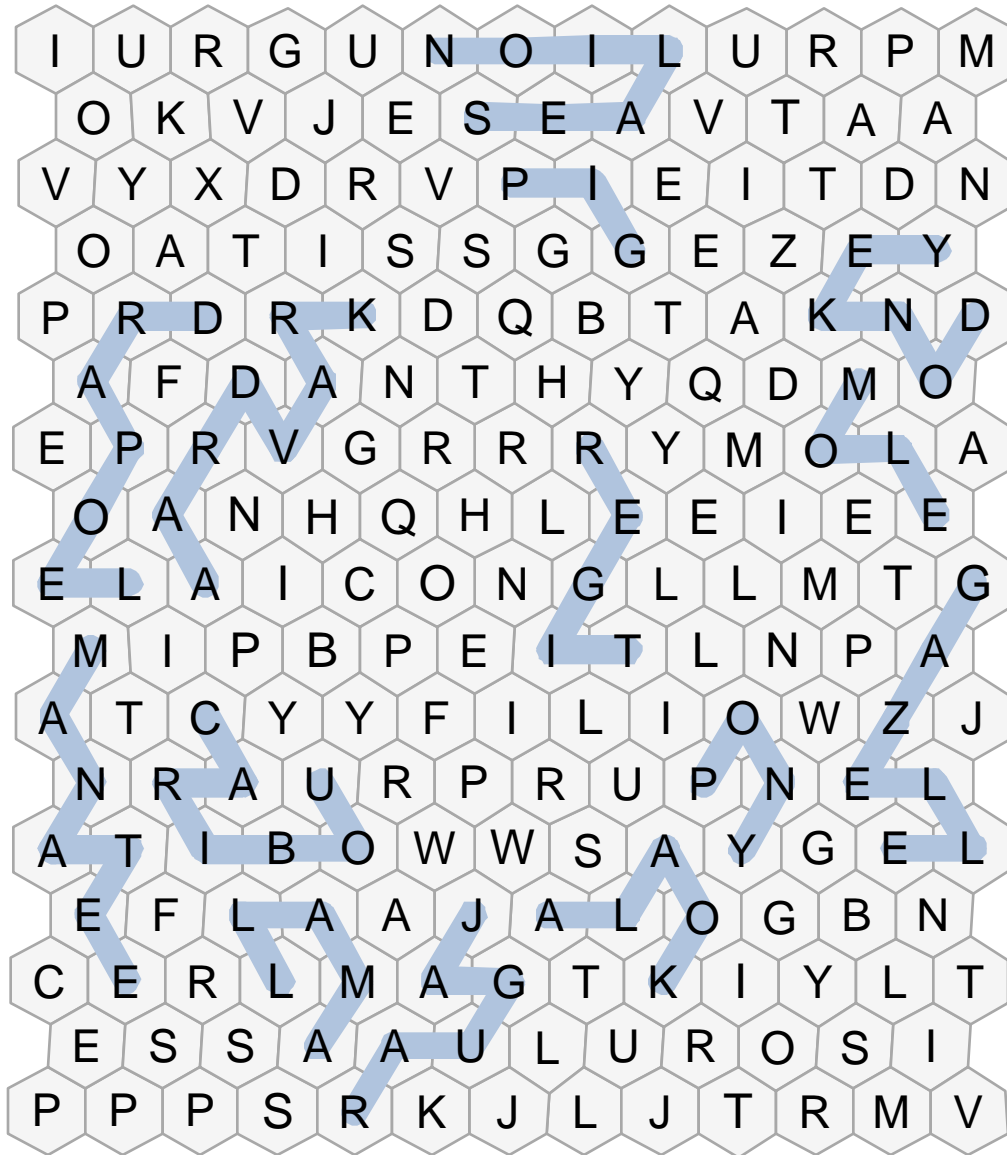 I U R G U N O I L U R P M
O K V J E S E A V T A A
V Y X D R V P I E I T D N
O A T I S S G G E Z E Y
P R D R K D Q B T A K N D
A F D A N T H Y Q D M O
E P R V G R R R Y M O L A
O A N H Q H L E E I E E
E L A I C O N G L L M T G
M I P B P E I T L N P A
A T C Y Y F I L I O W Z J
N R A U R P R U P N E L
A T I B O W W S A Y G E L
E F L A A J A L O G B N
C E R L M A G T K I Y L T
E S S A A U L U R O S I
P P P S R K J L J T R M V